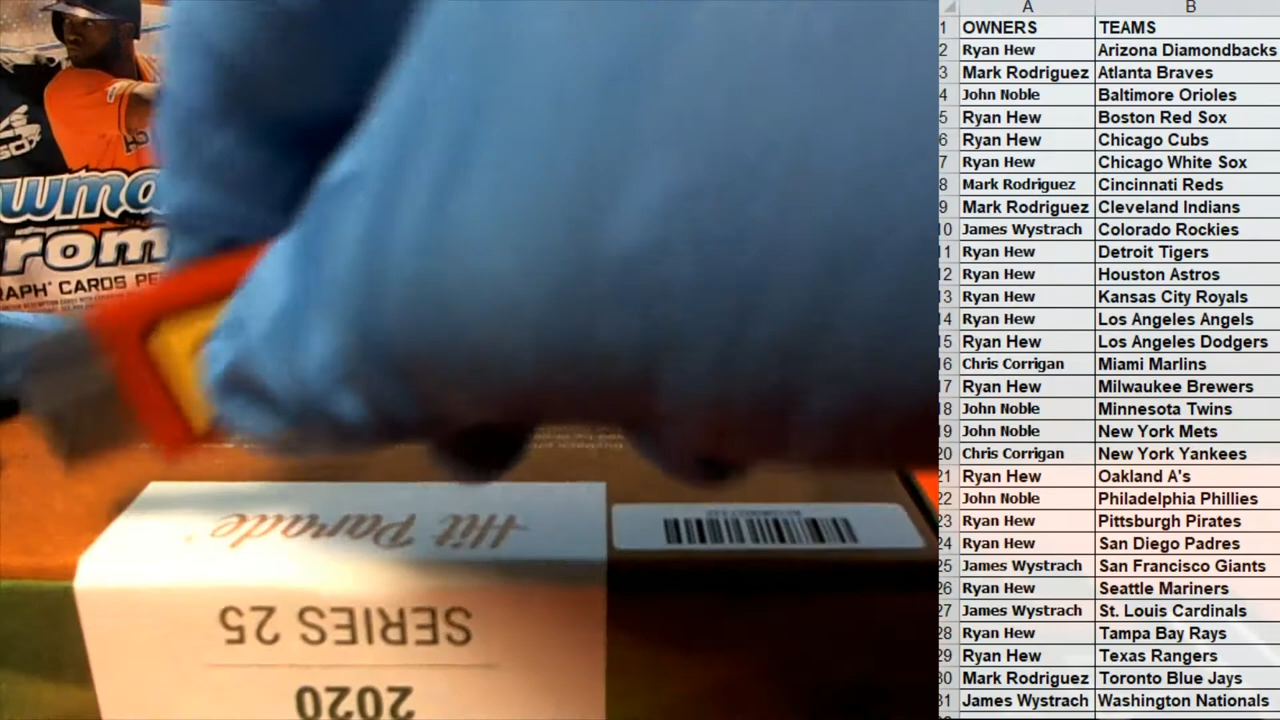 wma
rom
RAPH® CARDS PE
Hit Parade
SERIES 25
2020
A B
1 OWNERS TEAMS
2 Ryan Hew Arizona Diamondbacks
3 Mark Rodriguez Atlanta Braves
4 John Noble Baltimore Orioles
5 Ryan Hew Boston Red Sox
6 Ryan Hew Chicago Cubs
7 Ryan Hew Chicago White Sox
8 Mark Rodriguez Cincinnati Reds
9 Mark Rodriguez Cleveland Indians
10 James Wystrach Colorado Rockies
11 Ryan Hew Detroit Tigers
12 Ryan Hew Houston Astros
13 Ryan Hew Kansas City Royals
14 Ryan Hew Los Angeles Angels
15 Ryan Hew Los Angeles Dodgers
16 Chris Corrigan Miami Marlins
17 Ryan Hew Milwaukee Brewers
18 John Noble Minnesota Twins
19 John Noble New York Mets
20 Chris Corrigan New York Yankees
21 Ryan Hew Oakland A's
22 John Noble Philadelphia Phillies
23 Ryan Hew Pittsburgh Pirates
24 Ryan Hew San Diego Padres
25 James Wystrach San Francisco Giants
26 Ryan Hew Seattle Mariners
27 James Wystrach St. Louis Cardinals
28 Ryan Hew Tampa Bay Rays
29 Ryan Hew Texas Rangers
30 Mark Rodriguez Toronto Blue Jays
31 James Wystrach Washington Nationals